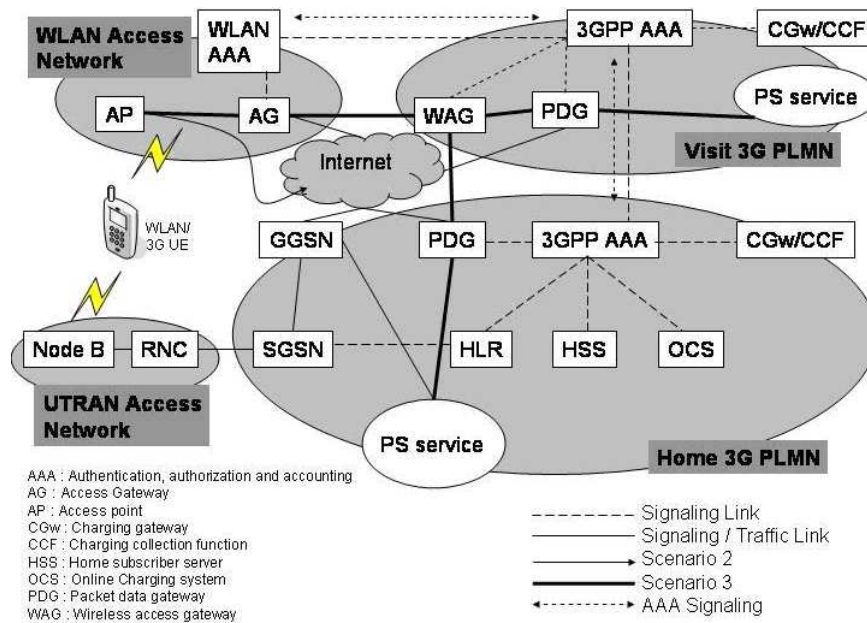 WLAN Access
Network
WLAN
AAA
3GPP AAA
CGw/CCF
AP
AG
WAG
PDG
PS service
Internet
Visit 3G PLMN
WLAN/
3G UE
GGSN
PDG
3GPP AAA
CGw/CCF
Node B
RNC
SGSN
HLR
HSS
OCS
UTRAN Access
Network
PS service
Home 3G PLMN
AAA : Authentication, authorization and accounting
AG : Access Gateway
AP : Access point
CGw : Charging gateway
CCF : Charging collection function
HSS : Home subscriber server
OCS : Online Charging system
PDG : Packet data gateway
WAG : Wireless access gateway
Signaling Link
Signaling / Traffic Link
Scenario 2
Scenario 3
AAA Signaling